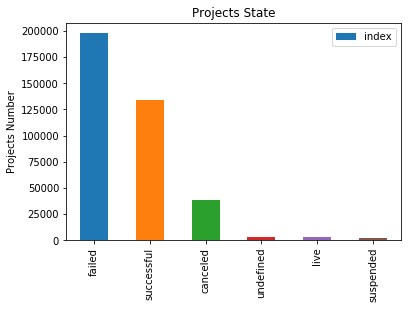 Projects State
index
Projects Number
200000
175000
150000
125000
100000
75000
50000
25000
0
failed
successful
canceled
undefined
live
suspended